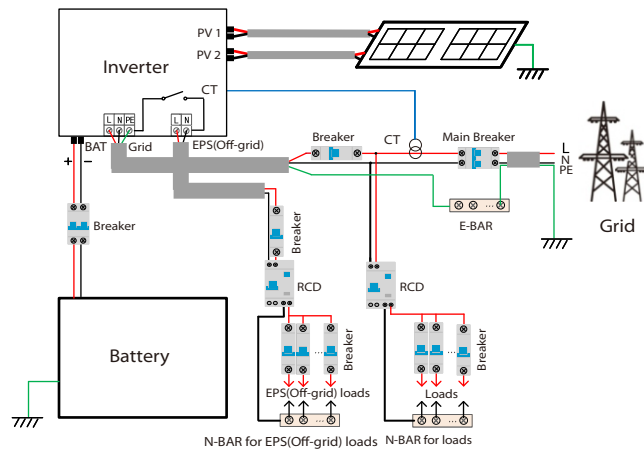 PV 1
PV 2
Inverter
CT
L N PE
L N
BAT
Grid
EPS(Off-grid)
+
−
Breaker
CT
Main Breaker
L
N
PE
E-BAR
Grid
Breaker
Breaker
RCD
RCD
Battery
...
Breaker
...
Breaker
EPS(Off-grid) loads
Loads
N-BAR for EPS(Off-grid) loads
N-BAR for loads